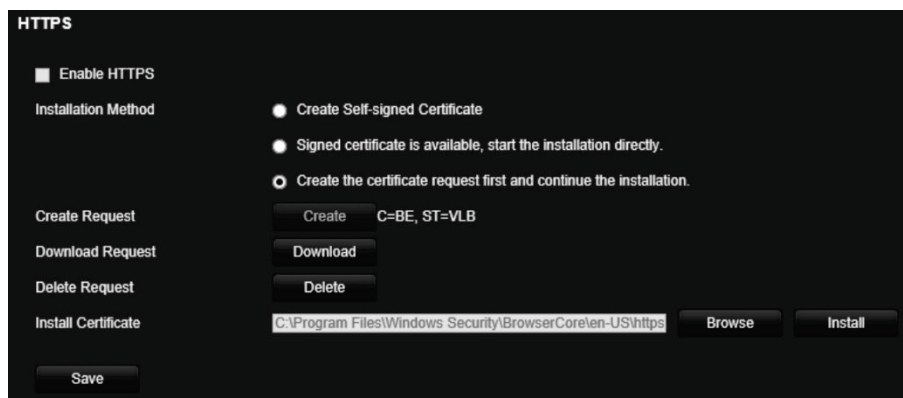 HTTPS
Enable HTTPS
Installation Method
Create Self-signed Certificate
Signed certificate is available, start the installation directly.
Create the certificate request first and continue the installation.
Create Request Create C=BE, ST=VLB
Download Request Download
Delete Request Delete
Install Certificate C:\Program Files\Windows Security\BrowserCore\en-US\https Browse Install
Save